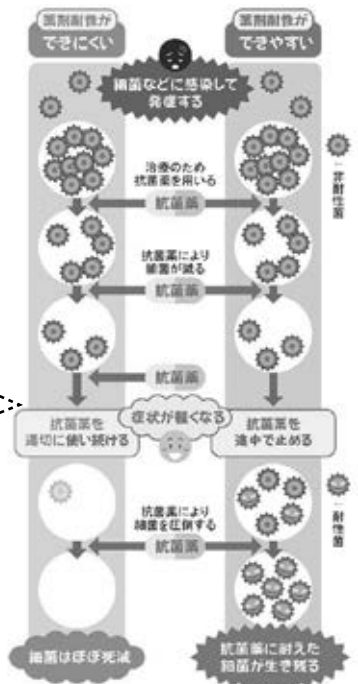 薬剤耐性が
できにくい
薬剤耐性が
できやすい
細菌などに感染して
発症する
治療のため
抗菌薬を用いる
抗菌薬
非耐性菌
抗菌薬により
細菌が減る
抗菌薬
抗菌薬
抗菌薬を
適切に使い続ける
症状が軽くなる
抗菌薬を
途中で止める
抗菌薬により
細菌を圧倒する
抗菌薬
耐性菌
細菌はほぼ死滅
抗菌薬に耐えた
細菌が生き残る